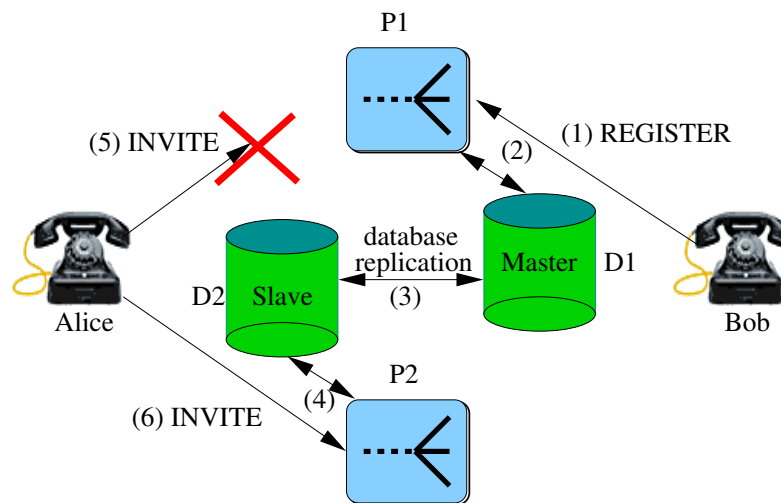 P1
(1) REGISTER
(5) INVITE
(2)
database
replication
(3)
Master
D1
D2
Slave
Alice
Bob
P2
(4)
(6) INVITE